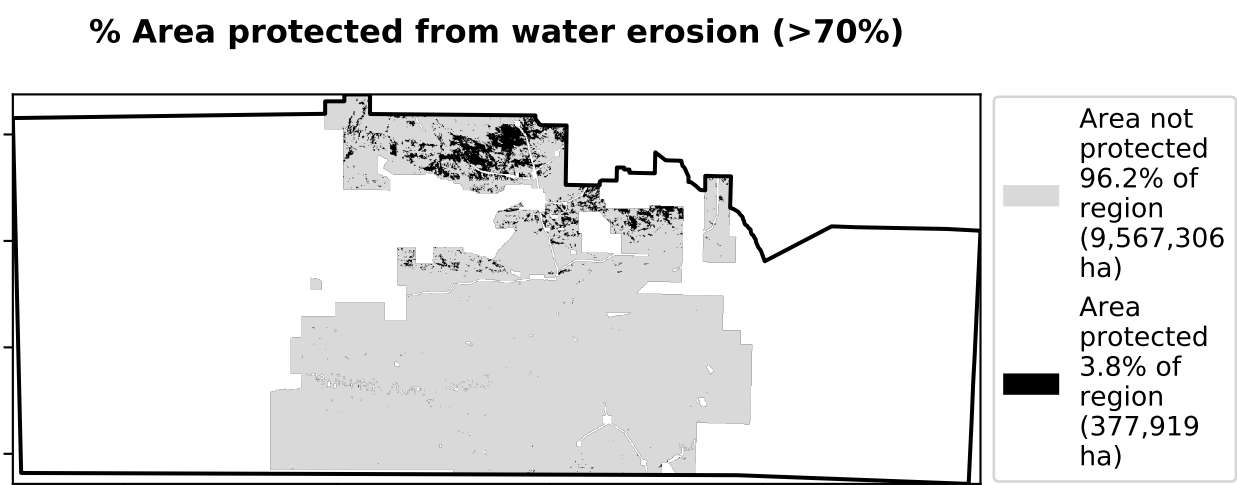 % Area protected from water erosion (>70%)
Area not
protected
96.2% of
region
(9,567,306
ha)
Area
protected
3.8% of
region
(377,919
ha)